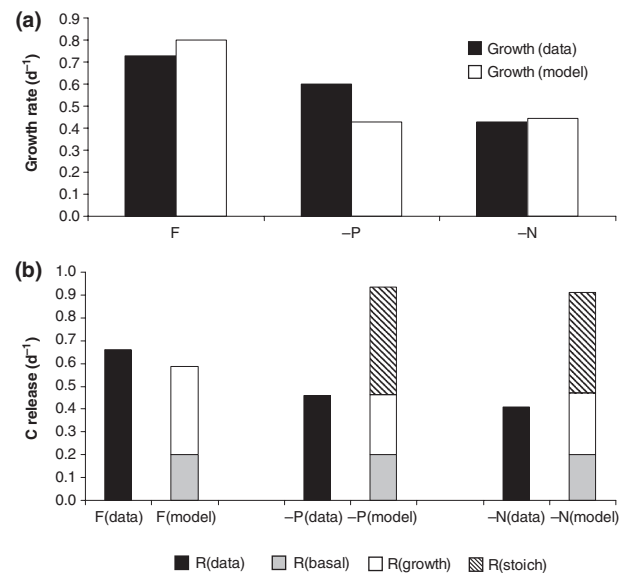 (a)
0.9
0.8
0.7
0.6
0.5
0.4
0.3
0.2
0.1
0.0
Growth rate (d⁻¹)
Growth (data)
Growth (model)
F
–P
–N
(b)
1.0
0.9
0.8
0.7
0.6
0.5
0.4
0.3
0.2
0.1
0.0
C release (d⁻¹)
F(data) F(model) –P(data) –P(model) –N(data) –N(model)
R(data) R(basal) R(growth) R(stoich)